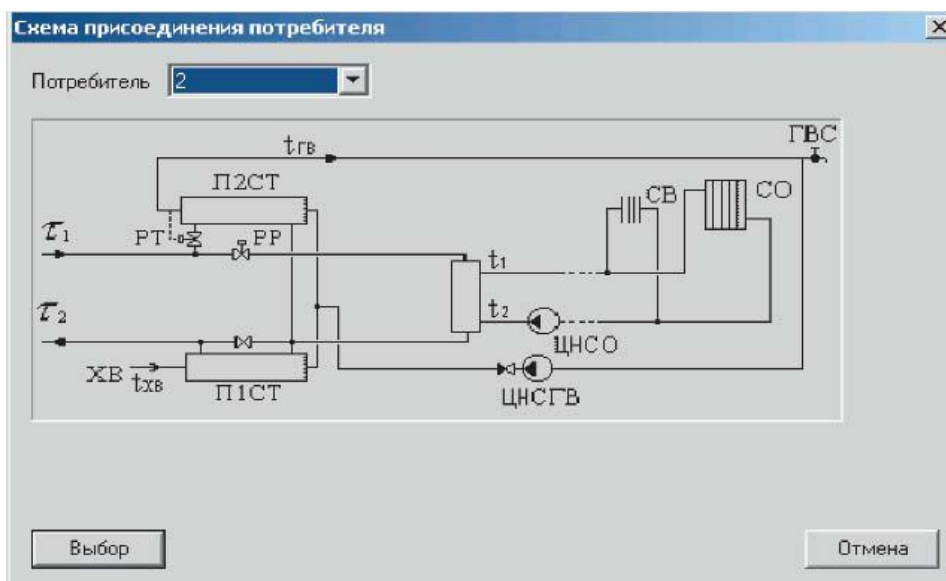 Схема присоединения потребителя
Потребитель 2
ГВС
tГВ
П2СТ
СВ
СО
τ1
РТ
РР
t1
τ2
t2
ЦНСО
ХВ
tХВ
П1СТ
ЦНСГВ
Выбор
Отмена